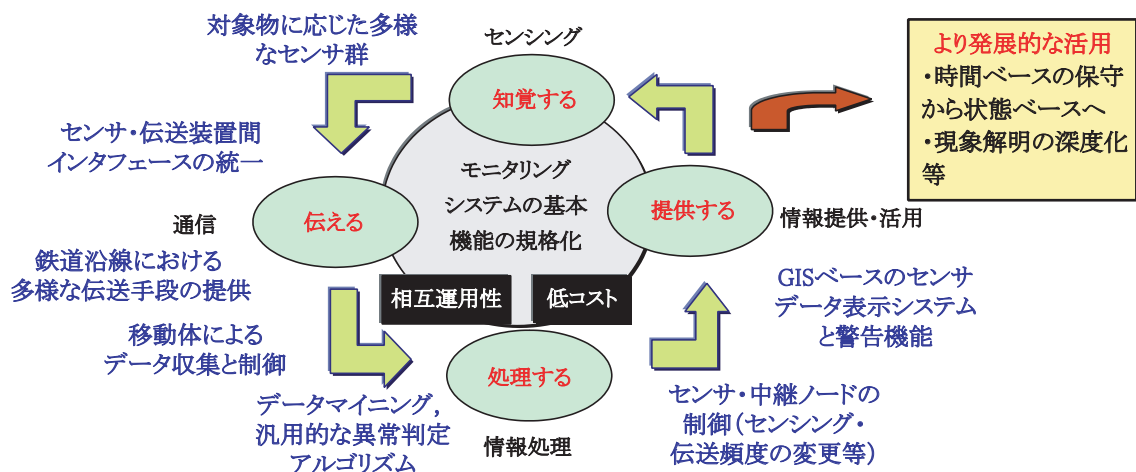 対象物に応じた多様
なセンサ群
センシング
知覚する
より発展的な活用
・時間ベースの保守
から状態ベースへ
・現象解明の深度化
等
センサ・伝送装置間
インタフェースの統一
モニタリング
システムの基本
機能の規格化
通信
伝える
提供する
情報提供・活用
鉄道沿線における
多様な伝送手段の提供
相互運用性
低コスト
GISベースのセンサ
データ表示システム
と警告機能
移動体による
データ収集と制御
処理する
データマイニング,
汎用的な異常判定
アルゴリズム
情報処理
センサ・中継ノードの
制御(センシング・
伝送頻度の変更等)